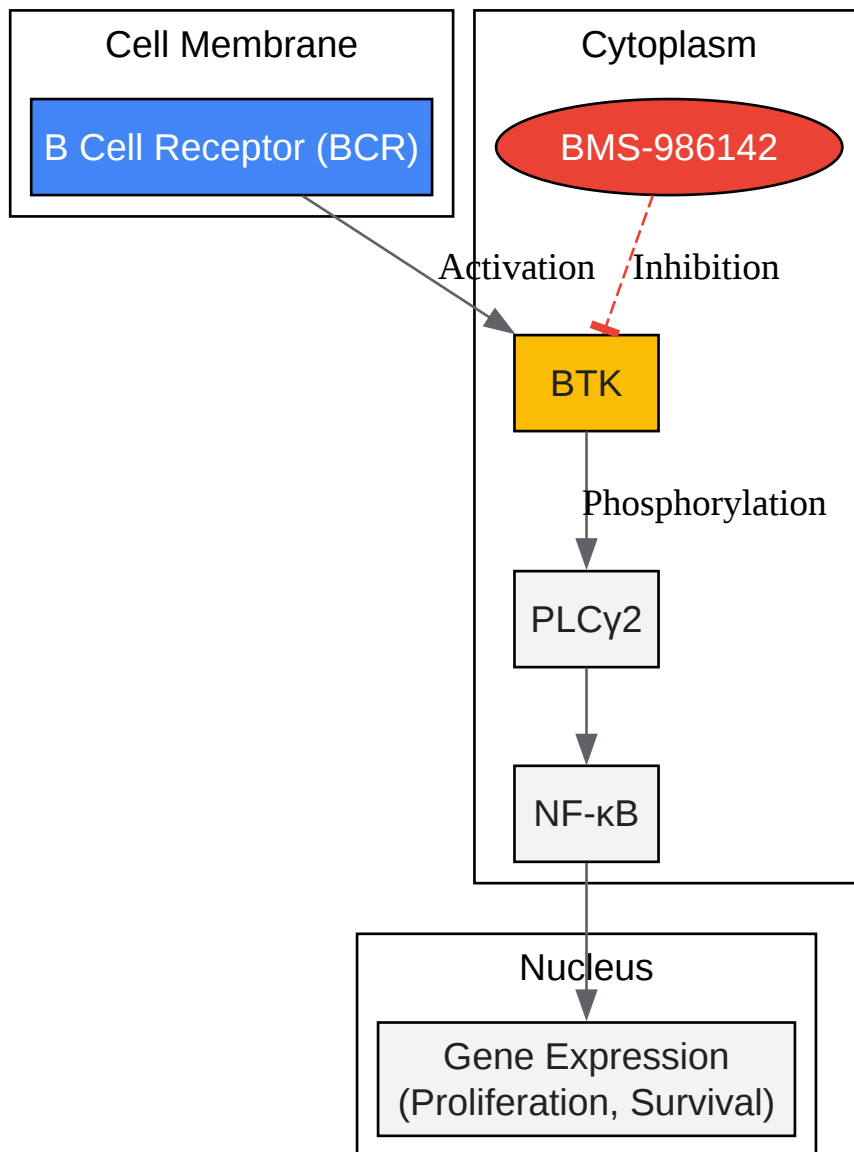 Cell Membrane
B Cell Receptor (BCR)
Cytoplasm
BMS-986142
Activation
Inhibition
BTK
Phosphorylation
PLCγ2
NF-κB
Nucleus
Gene Expression
(Proliferation, Survival)